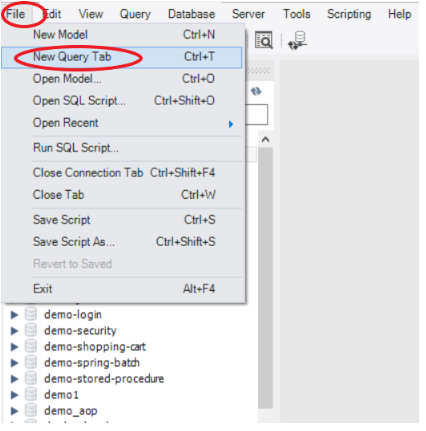 File Edit View Query Database Server Tools Scripting Help
New Model Ctrl+N
New Query Tab Ctrl+T
Open Model... Ctrl+O
Open SQL Script... Ctrl+Shift+O
Open Recent
Run SQL Script...
Close Connection Tab Ctrl+Shift+F4
Close Tab Ctrl+W
Save Script Ctrl+S
Save Script As... Ctrl+Shift+S
Revert to Saved
Exit Alt+F4
demo-login
demo-security
demo-shopping-cart
demo-spring-batch
demo-stored-procedure
demo1
demo_aop